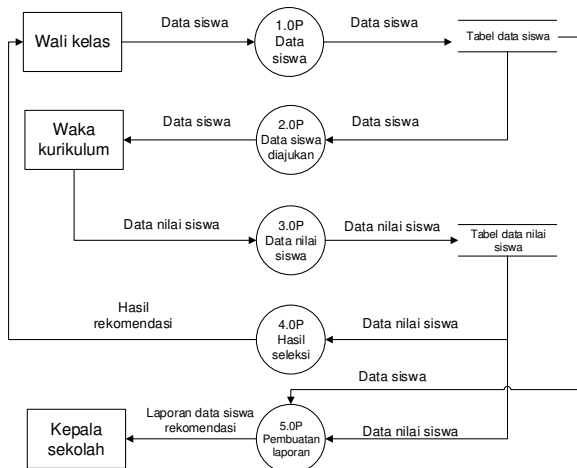 Data siswa
Data siswa
Wali kelas
1.0P
Data
siswa
Tabel data siswa
Data siswa
Data siswa
Waka
kurikulum
2.0P
Data siswa
diajukan
Data nilai siswa
Data nilai siswa
3.0P
Data nilai
siswa
Tabel data nilai
siswa
Hasil
rekomendasi
4.0P
Hasil
seleksi
Data nilai siswa
Data siswa
Kepala
sekolah
Laporan data siswa
rekomendasi
5.0P
Pembuatan
laporan
Data nilai siswa